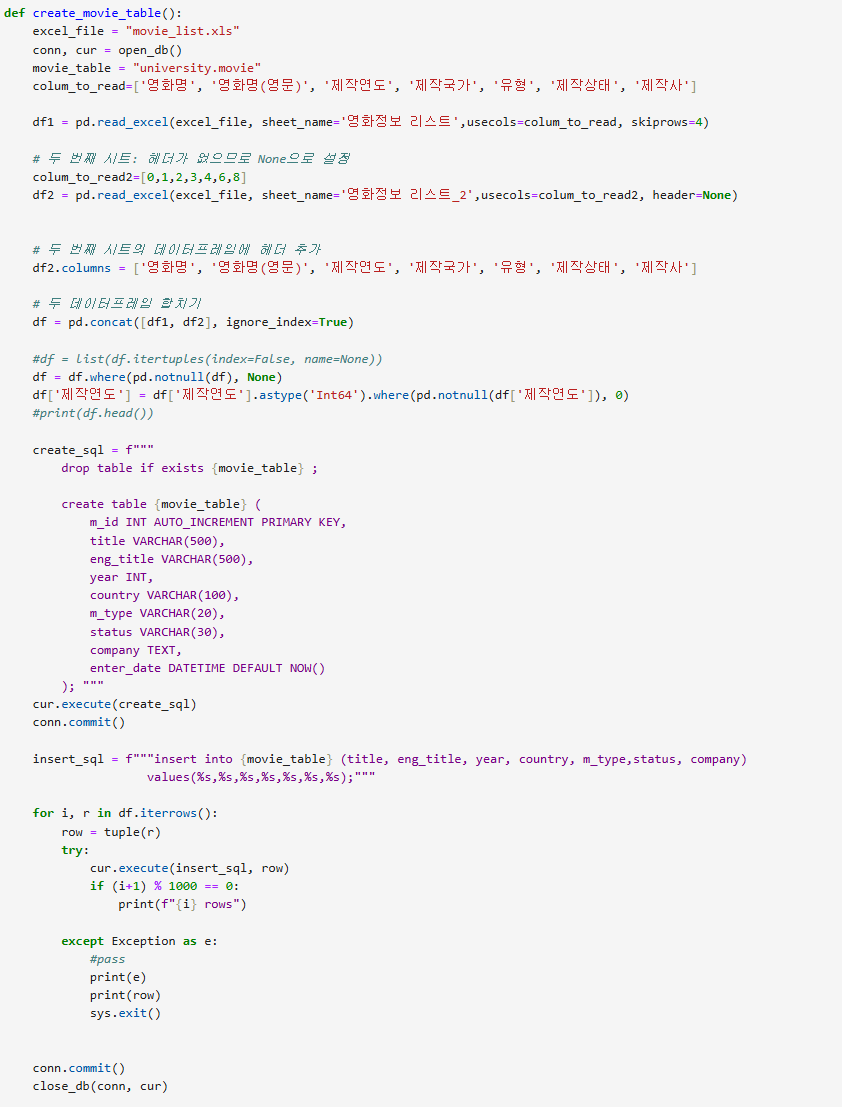 def create_movie_table():
    excel_file = "movie_list.xls"
    conn, cur = open_db()
    movie_table = "university.movie"
    colum_to_read=['영화명', '영화명(영문)', '제작연도', '제작국가', '유형', '제작상태', '제작사']
    df1 = pd.read_excel(excel_file, sheet_name='영화정보 리스트',usecols=colum_to_read, skiprows=4)
    # 두 번째 시트: 헤더가 없으므로 None으로 설정
    colum_to_read2=[0,1,2,3,4,6,8]
    df2 = pd.read_excel(excel_file, sheet_name='영화정보 리스트_2',usecols=colum_to_read2, header=None)
    # 두 번째 시트의 데이터프레임에 헤더 추가
    df2.columns = ['영화명', '영화명(영문)', '제작연도', '제작국가', '유형', '제작상태', '제작사']
    # 두 데이터프레임 합치기
    df = pd.concat([df1, df2], ignore_index=True)
    #df = list(df.itertuples(index=False, name=None))
    df = df.where(pd.notnull(df), None)
    df['제작연도'] = df['제작연도'].astype('Int64').where(pd.notnull(df['제작연도']), 0)
    #print(df.head())
    create_sql = f"""
        drop table if exists {movie_table} ;
        create table {movie_table} (
            m_id INT AUTO_INCREMENT PRIMARY KEY,
            title VARCHAR(500),
            eng_title VARCHAR(500),
            year INT,
            country VARCHAR(100),
            m_type VARCHAR(20),
            status VARCHAR(30),
            company TEXT,
            enter_date DATETIME DEFAULT NOW()
        ); """
    cur.execute(create_sql)
    conn.commit()
    insert_sql = f"""insert into {movie_table} (title, eng_title, year, country, m_type,status, company)
                    values(%s,%s,%s,%s,%s,%s,%s);"""
    for i, r in df.iterrows():
        row = tuple(r)
        try:
            cur.execute(insert_sql, row)
            if (i+1) % 1000 == 0:
                print(f"{i} rows")
        except Exception as e:
            #pass
            print(e)
            print(row)
            sys.exit()
    conn.commit()
    close_db(conn, cur)